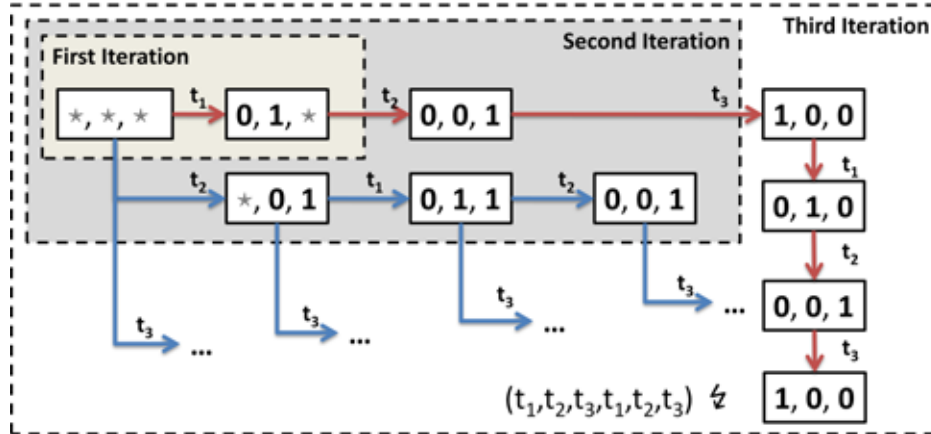 Third Iteration
Second Iteration
First Iteration
⋆, ⋆, ⋆
t₁
0, 1, ⋆
t₂
0, 0, 1
t₃
1, 0, 0
t₂
⋆, 0, 1
t₁
0, 1, 1
t₂
0, 0, 1
t₁
0, 1, 0
t₂
t₃
...
t₃
...
t₃
...
t₃
...
0, 0, 1
t₃
(t₁,t₂,t₃,t₁,t₂,t₃) ↯
1, 0, 0